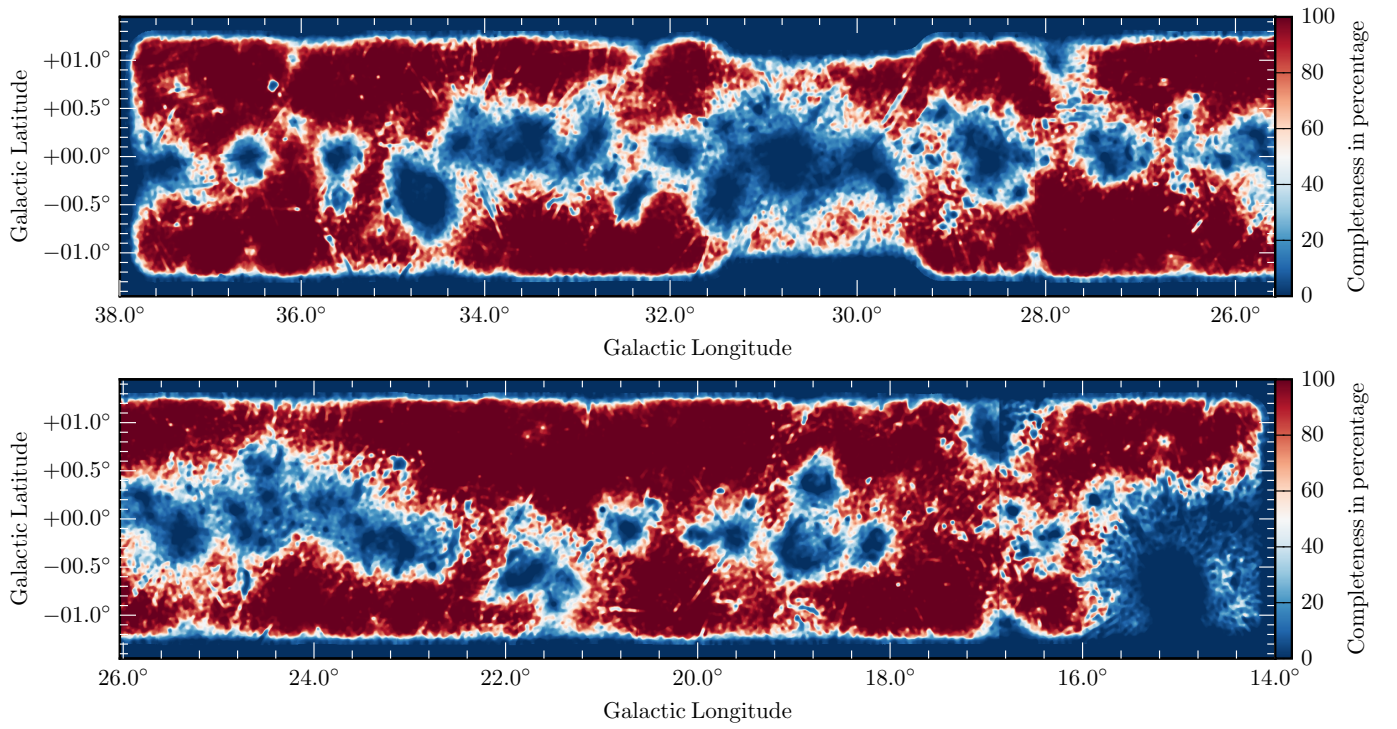 Galactic Latitude
+01.0°
+00.5°
+00.0°
−00.5°
−01.0°
38.0° 36.0° 34.0° 32.0° 30.0° 28.0° 26.0°
Galactic Longitude
100
80
60
40
20
0
Completeness in percentage
Galactic Latitude
+01.0°
+00.5°
+00.0°
−00.5°
−01.0°
26.0° 24.0° 22.0° 20.0° 18.0° 16.0° 14.0°
Galactic Longitude
100
80
60
40
20
0
Completeness in percentage